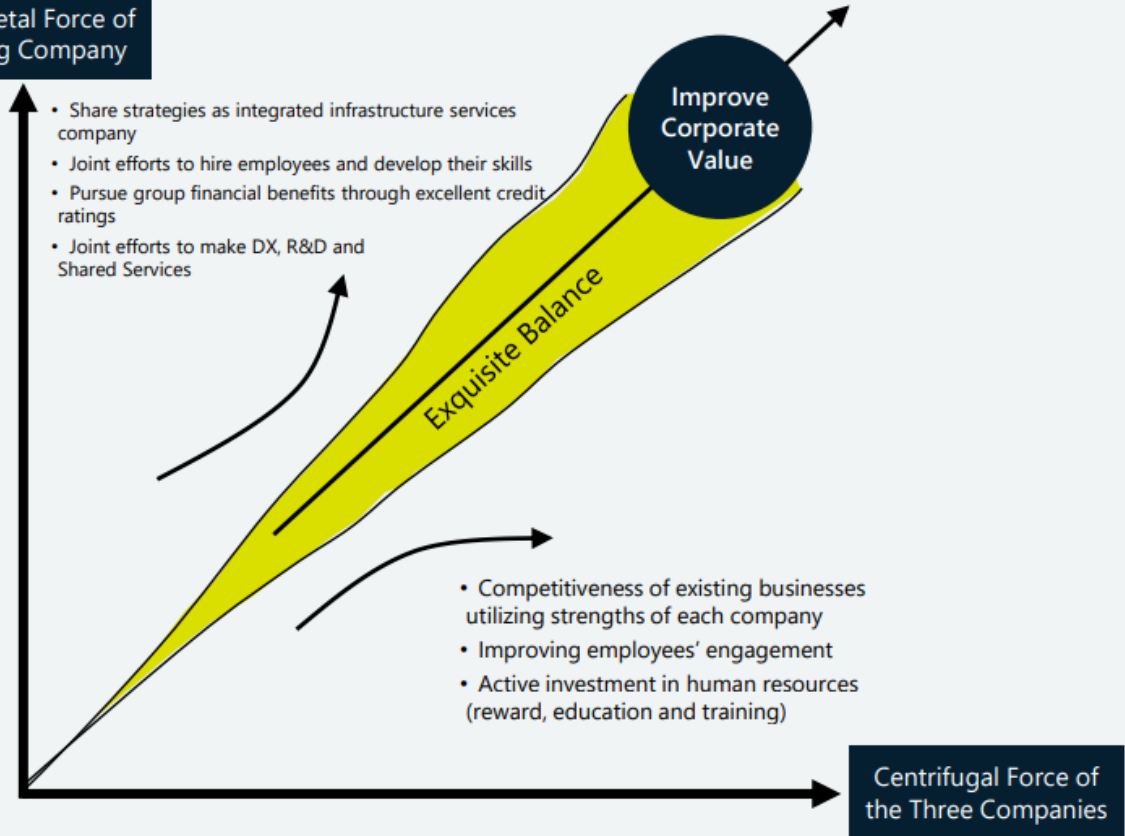 etal Force of
g Company
• Share strategies as integrated infrastructure services
company
• Joint efforts to hire employees and develop their skills
• Pursue group financial benefits through excellent credit
ratings
• Joint efforts to make DX, R&D and
Shared Services
Improve
Corporate
Value
Exquisite Balance
• Competitiveness of existing businesses
utilizing strengths of each company
• Improving employees’ engagement
• Active investment in human resources
(reward, education and training)
Centrifugal Force of
the Three Companies